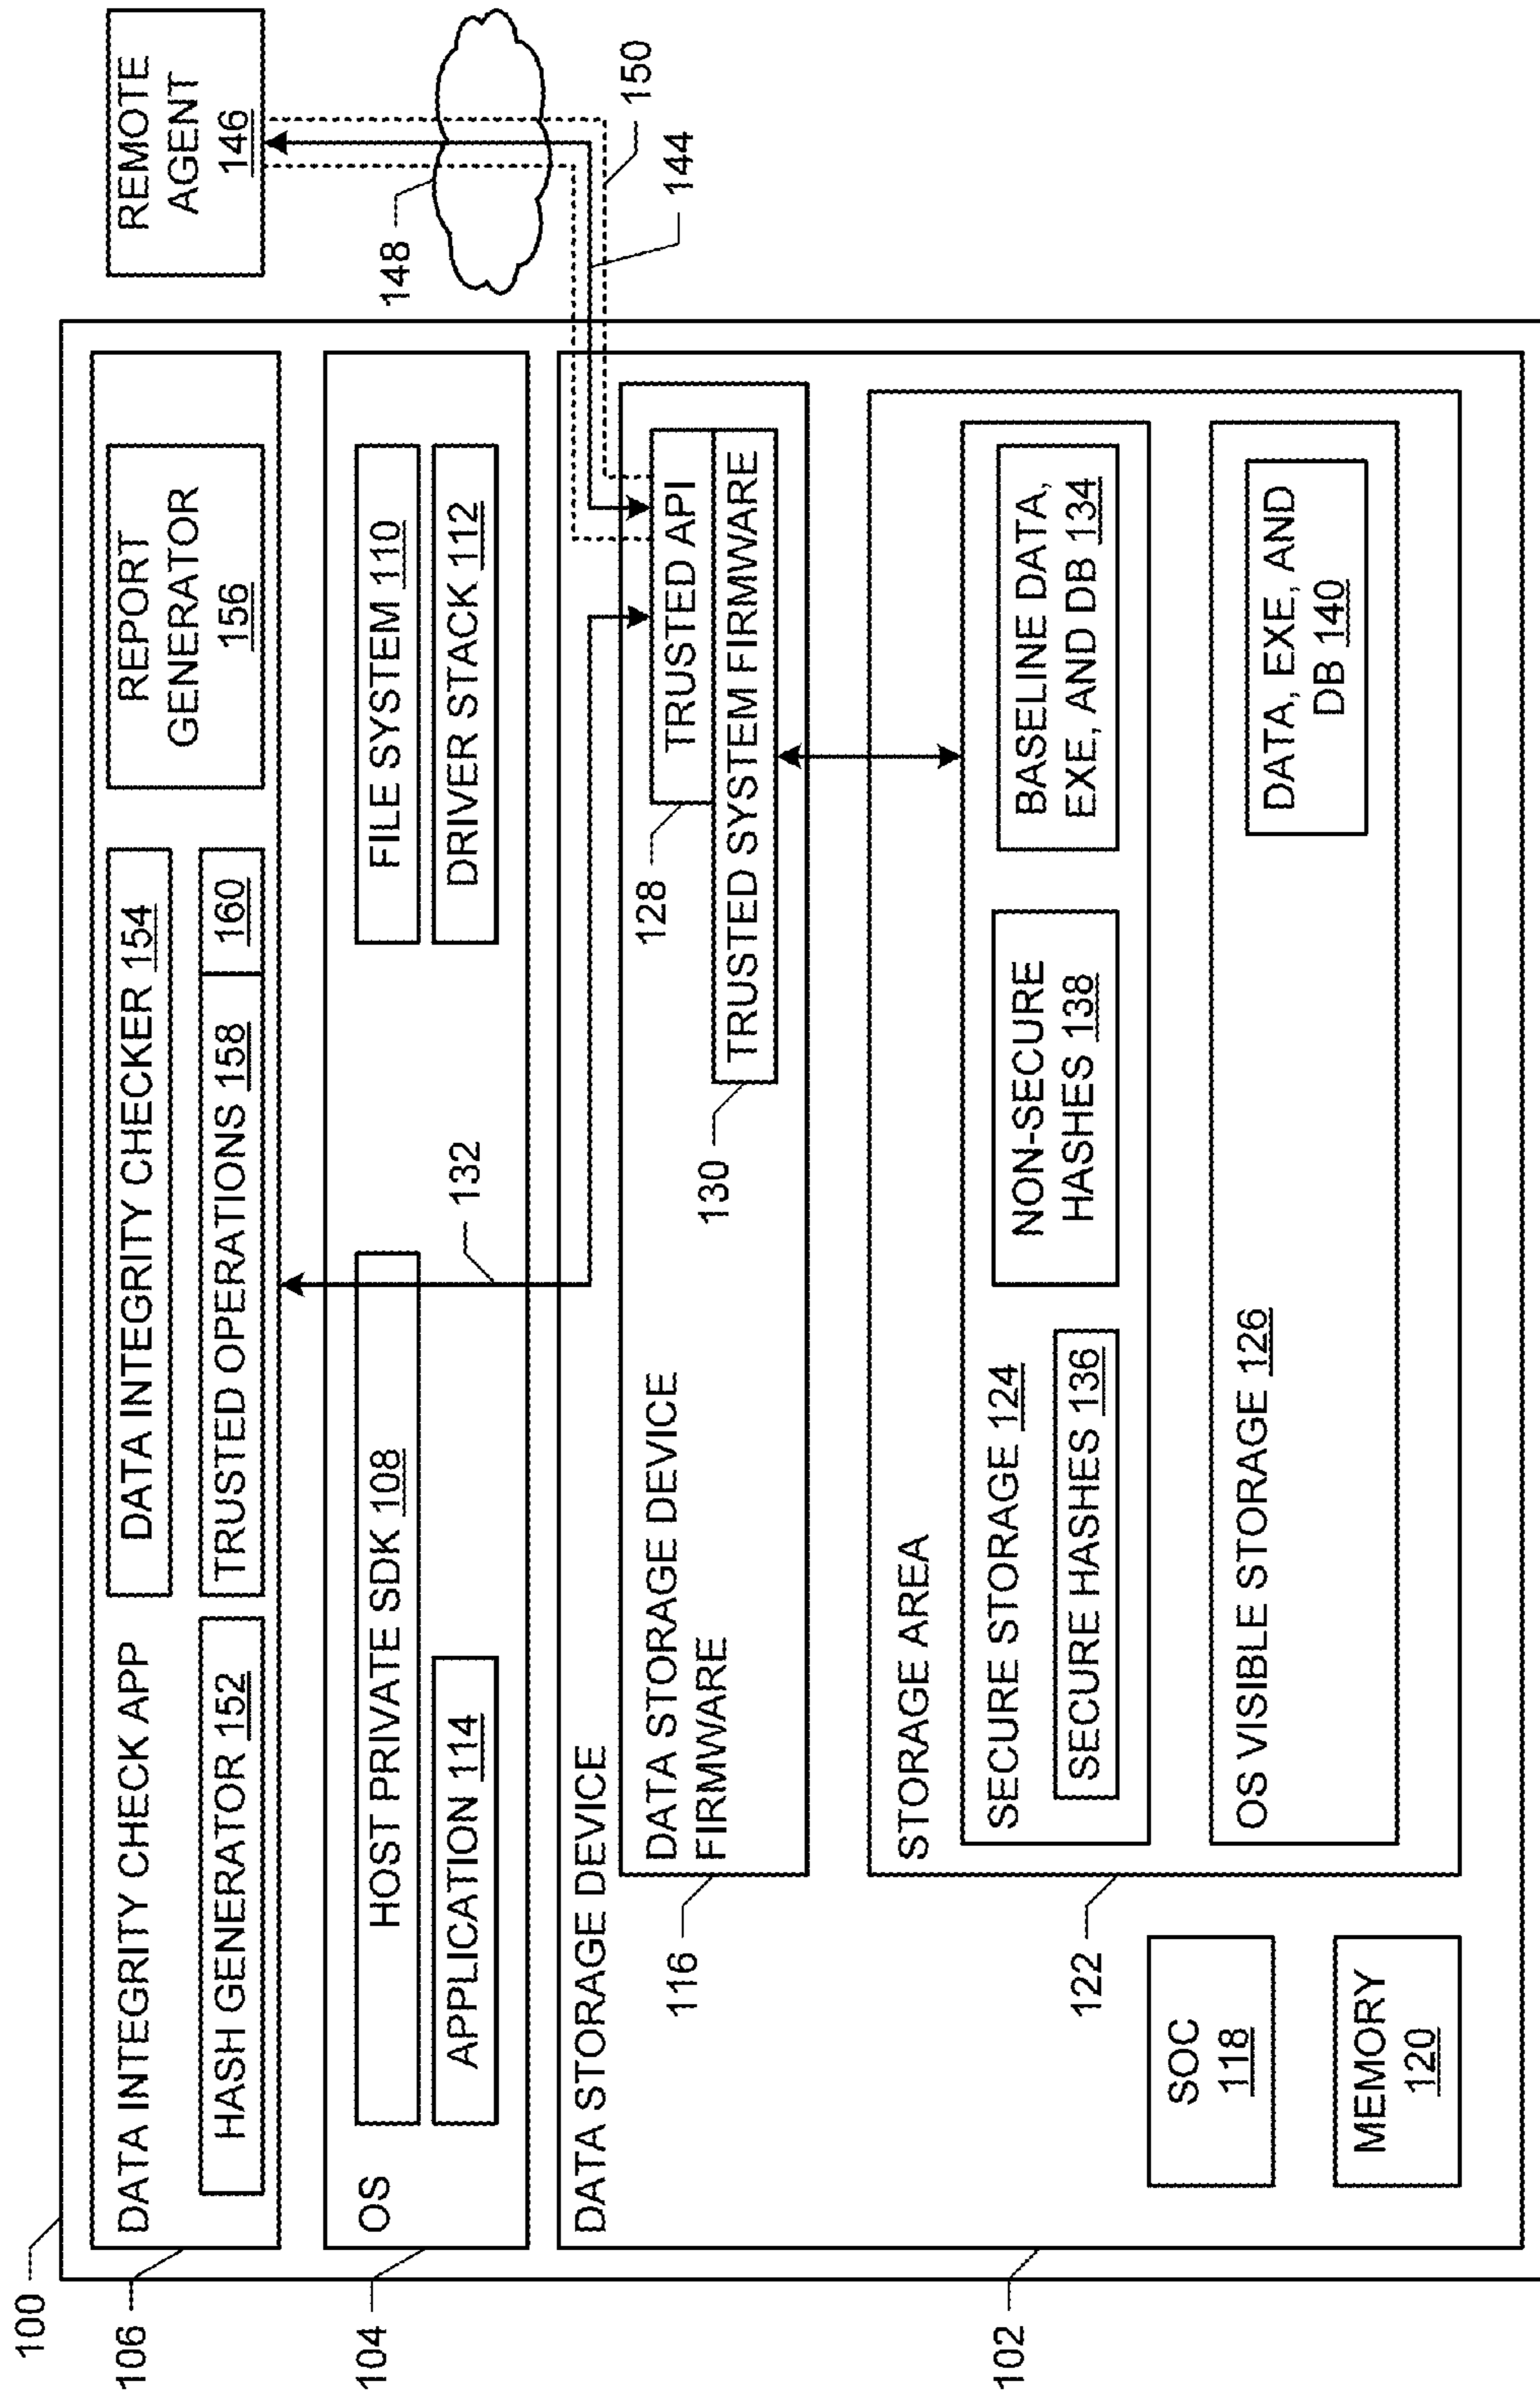 100
106
DATA INTEGRITY CHECK APP
HASH GENERATOR 152
DATA INTEGRITY CHECKER 154
TRUSTED OPERATIONS 158
160
REPORT
GENERATOR
156
REMOTE
AGENT
146
104
OS
HOST PRIVATE SDK 108
APPLICATION 114
132
FILE SYSTEM 110
DRIVER STACK 112
148
150
144
102
DATA STORAGE DEVICE
116
DATA STORAGE DEVICE
FIRMWARE
128
TRUSTED API
130
TRUSTED SYSTEM FIRMWARE
122
STORAGE AREA
SECURE STORAGE 124
SECURE HASHES 136
NON-SECURE
HASHES 138
BASELINE DATA,
EXE, AND DB 134
OS VISIBLE STORAGE 126
DATA, EXE, AND
DB 140
SOC
118
MEMORY
120